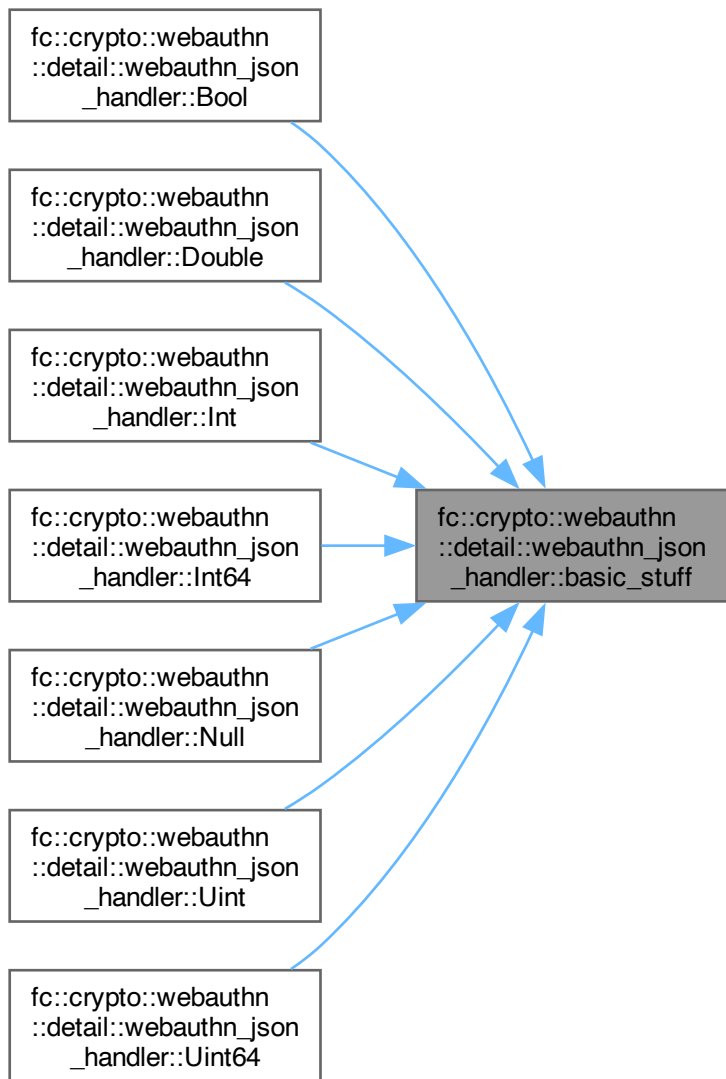 fc::crypto::webauthn
::detail::webauthn_json
_handler::Bool
fc::crypto::webauthn
::detail::webauthn_json
_handler::Double
fc::crypto::webauthn
::detail::webauthn_json
_handler::Int
fc::crypto::webauthn
::detail::webauthn_json
_handler::Int64
fc::crypto::webauthn
::detail::webauthn_json
_handler::basic_stuff
fc::crypto::webauthn
::detail::webauthn_json
_handler::Null
fc::crypto::webauthn
::detail::webauthn_json
_handler::Uint
fc::crypto::webauthn
::detail::webauthn_json
_handler::Uint64